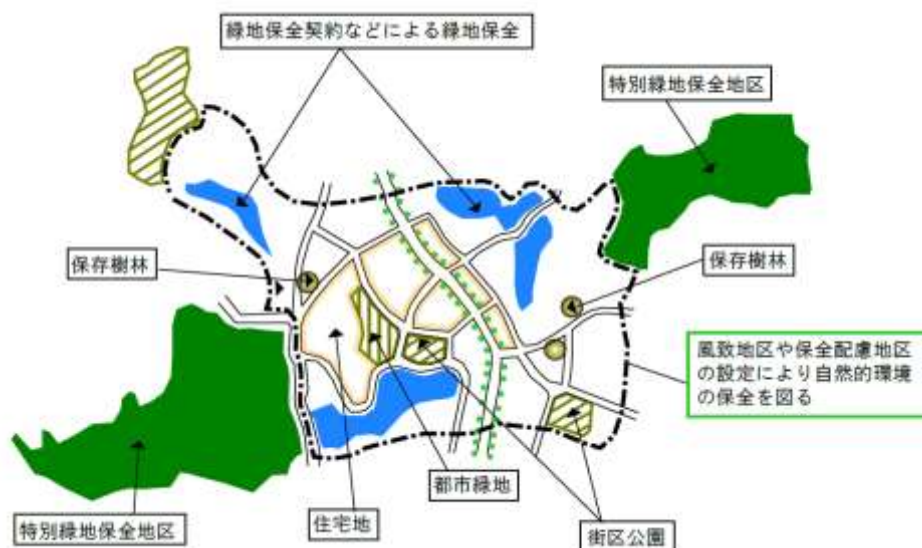 緑地保全契約などによる緑地保全
特別緑地保全地区
保存樹林
保存樹林
風致地区や保全配慮地区
の設定により自然的環境
の保全を図る
都市緑地
住宅地
特別緑地保全地区
街区公園